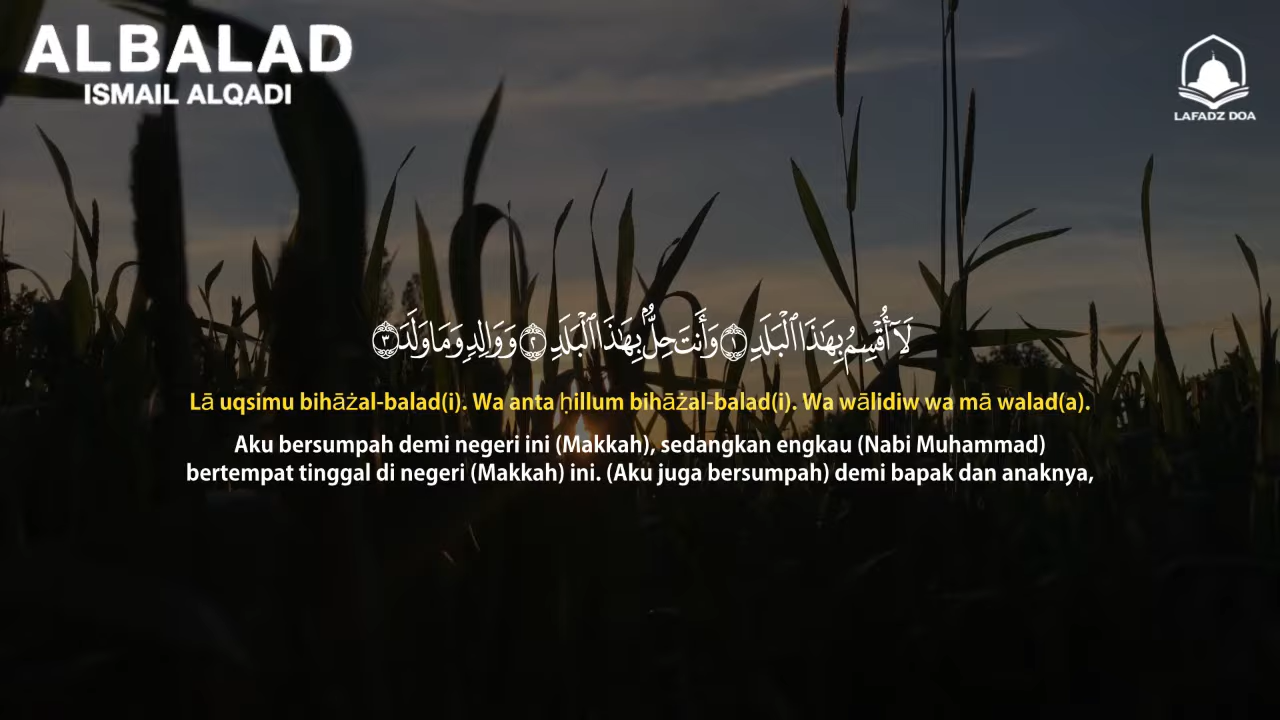 ALBALAD
ISMAIL ALQADI
LAFADZ DOA
لَآ أُقْسِمُ بِهَٰذَا ٱلْبَلَدِ ١ وَأَنتَ حِلٌّۢ بِهَٰذَا ٱلْبَلَدِ ٢ وَوَالِدٍ وَمَا وَلَدَ ٣
Lā uqsimu bihāżal-balad(i). Wa anta ḥillum bihāżal-balad(i). Wa wālidiw wa mā walad(a).
Aku bersumpah demi negeri ini (Makkah), sedangkan engkau (Nabi Muhammad)
bertempat tinggal di negeri (Makkah) ini. (Aku juga bersumpah) demi bapak dan anaknya,